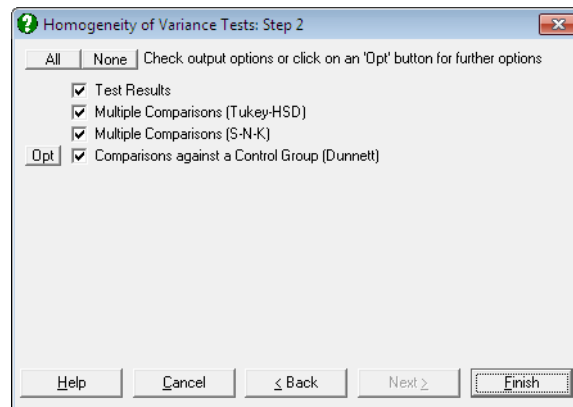 Homogeneity of Variance Tests: Step 2
All None Check output options or click on an 'Opt' button for further options
Test Results
Multiple Comparisons (Tukey-HSD)
Multiple Comparisons (S-N-K)
Opt Comparisons against a Control Group (Dunnett)
Help Cancel < Back Next > Finish